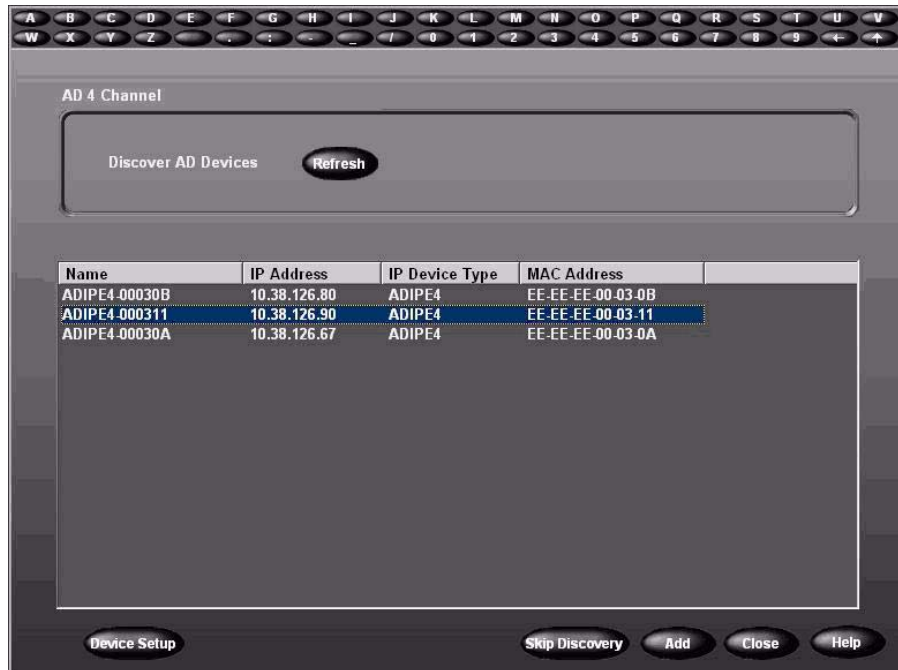 A B C D E F G H I J K L M N O P Q R S T U V
W X Y Z . : - _ / 0 1 2 3 4 5 6 7 8 9 ← ↑
AD 4 Channel
Discover AD Devices Refresh
Name IP Address IP Device Type MAC Address
ADIPE4-00030B 10.38.126.80 ADIPE4 EE-EE-EE-00-03-0B
ADIPE4-000311 10.38.126.90 ADIPE4 EE-EE-EE-00-03-11
ADIPE4-00030A 10.38.126.67 ADIPE4 EE-EE-EE-00-03-0A
Device Setup Skip Discovery Add Close Help